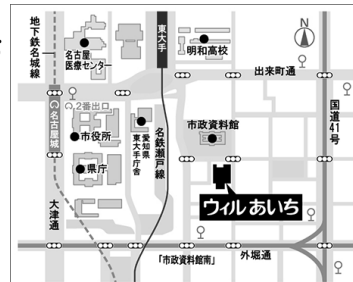 地下鉄名城線
名古屋
医療センター
東大手
明和高校
出来町通
2番出口
名古屋城
市役所
愛知県
東大手庁舎
名鉄瀬戸線
市政資料館
国道41号
県庁
大津通
ウィルあいち
「市政資料館南」
外堀通
N